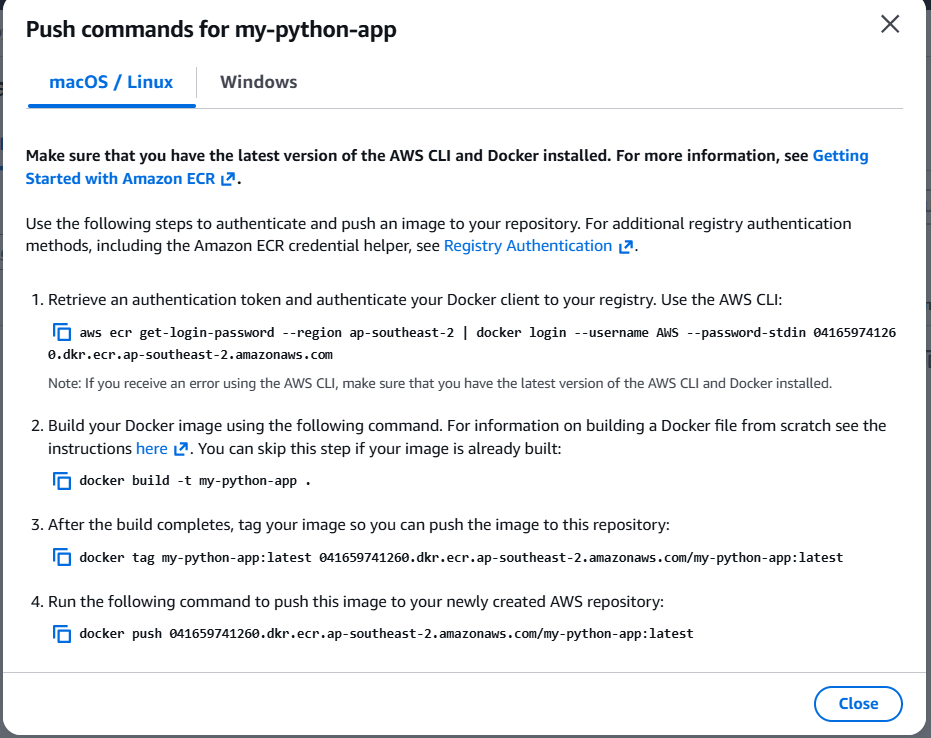 Push commands for my-python-app
macOS / Linux
Windows
Make sure that you have the latest version of the AWS CLI and Docker installed. For more information, see Getting
Started with Amazon ECR.
Use the following steps to authenticate and push an image to your repository. For additional registry authentication
methods, including the Amazon ECR credential helper, see Registry Authentication.
1. Retrieve an authentication token and authenticate your Docker client to your registry. Use the AWS CLI:
aws ecr get-login-password --region ap-southeast-2 | docker login --username AWS --password-stdin 04165974126
0.dkr.ecr.ap-southeast-2.amazonaws.com
Note: If you receive an error using the AWS CLI, make sure that you have the latest version of the AWS CLI and Docker installed.
2. Build your Docker image using the following command. For information on building a Docker file from scratch see the
instructions here. You can skip this step if your image is already built:
docker build -t my-python-app .
3. After the build completes, tag your image so you can push the image to this repository:
docker tag my-python-app:latest 041659741260.dkr.ecr.ap-southeast-2.amazonaws.com/my-python-app:latest
4. Run the following command to push this image to your newly created AWS repository:
docker push 041659741260.dkr.ecr.ap-southeast-2.amazonaws.com/my-python-app:latest
Close